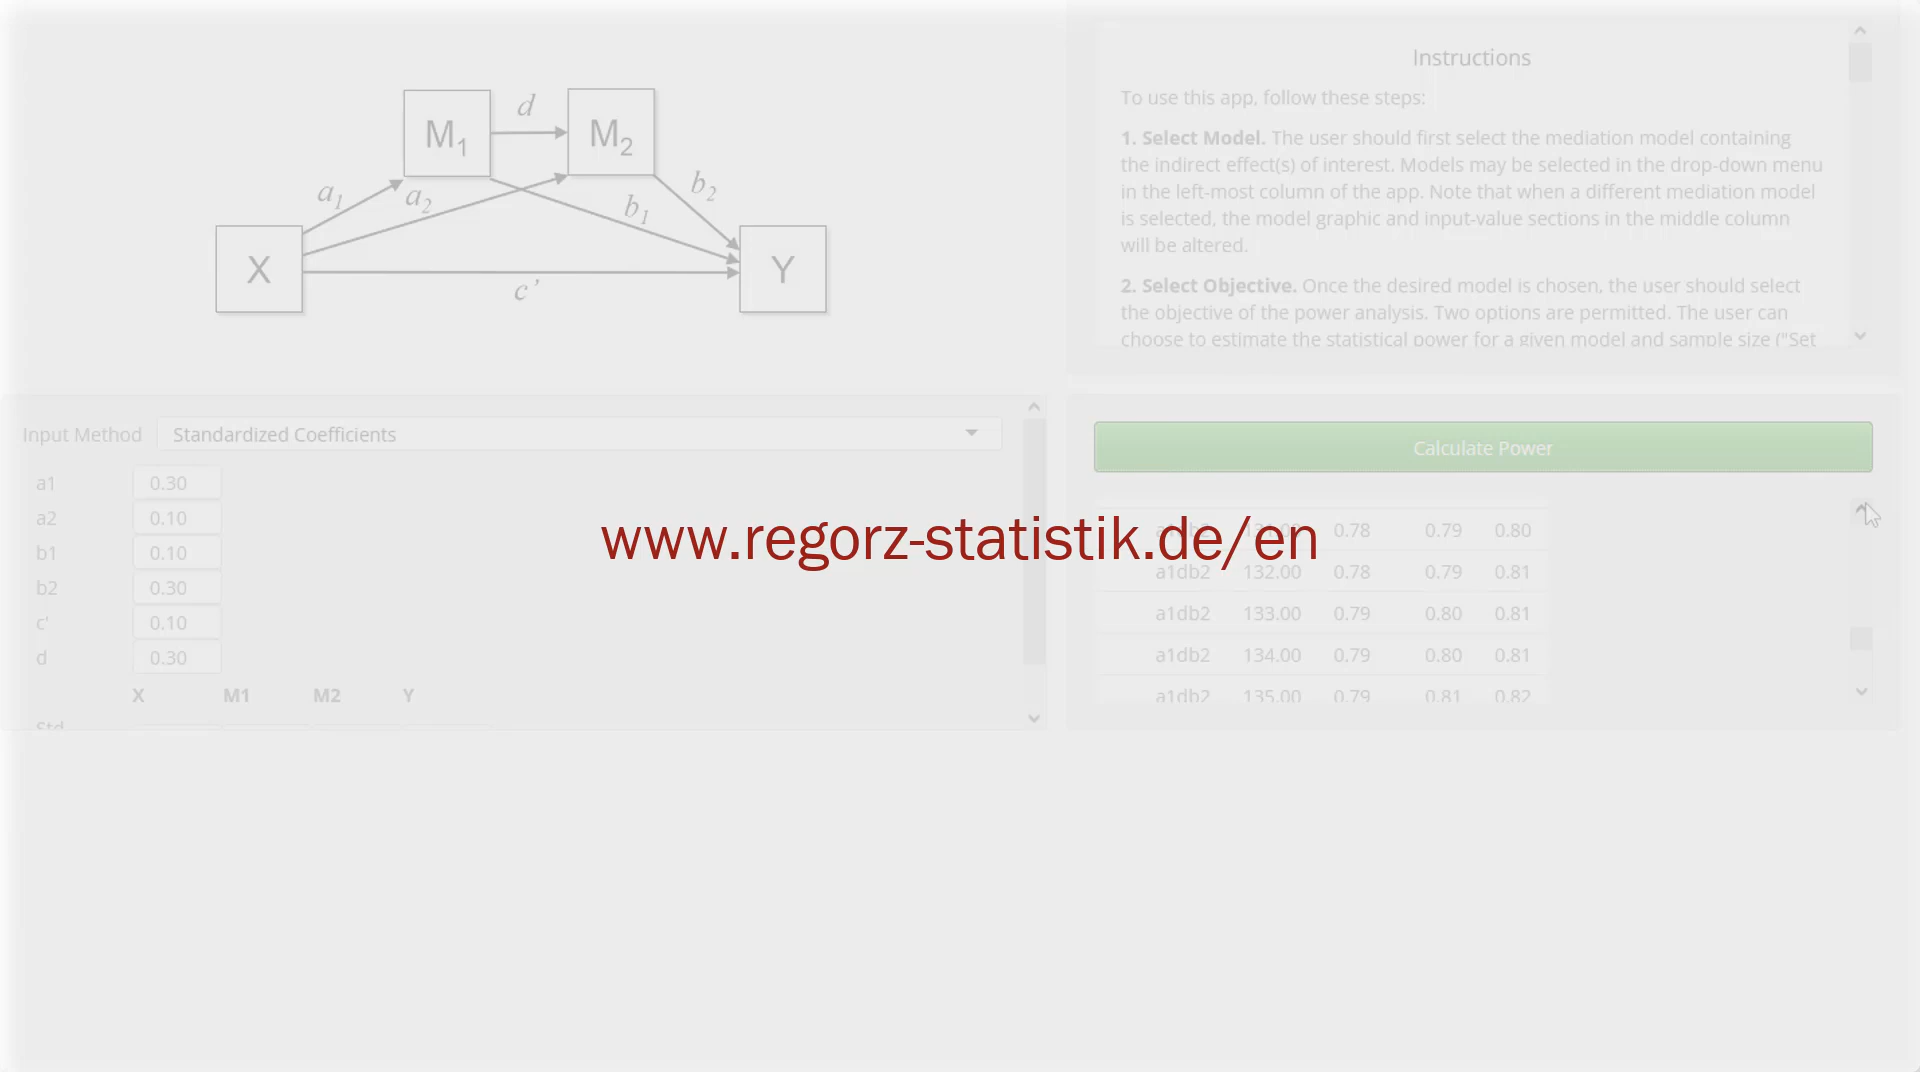 M1
d
M2
a1
a2
b1
b2
X
Y
c’
Instructions
To use this app, follow these steps:
1. Select Model. The user should first select the mediation model containing
the indirect effect(s) of interest. Models may be selected in the drop-down menu
in the left-most column of the app. Note that when a different mediation model
is selected, the model graphic and input-value sections in the middle column
will be altered.
2. Select Objective. Once the desired model is chosen, the user should select
the objective of the power analysis. Two options are permitted. The user can
choose to estimate the statistical power for a given model and sample size ("Set
Input Method Standardized Coefficients
a1 0.30
a2 0.10
b1 0.10
b2 0.30
c' 0.10
d 0.30
X M1 M2 Y
Std.
Calculate Power
a1db2 131.00 0.78 0.79 0.80
a1db2 132.00 0.78 0.79 0.81
a1db2 133.00 0.79 0.80 0.81
a1db2 134.00 0.79 0.80 0.81
a1db2 135.00 0.79 0.81 0.82
www.regorz-statistik.de/en